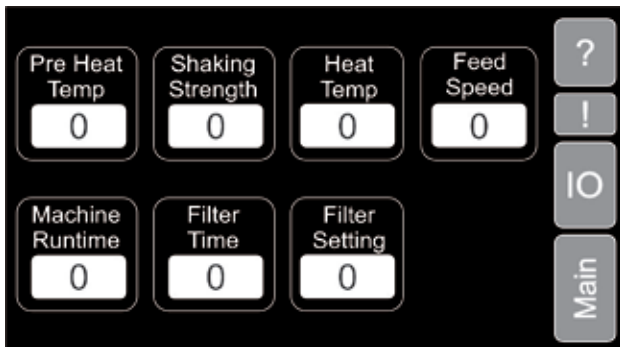 Pre Heat
Temp
0
Shaking
Strength
0
Heat
Temp
0
Feed
Speed
0
?
!
IO
Main
Machine
Runtime
0
Filter
Time
0
Filter
Setting
0